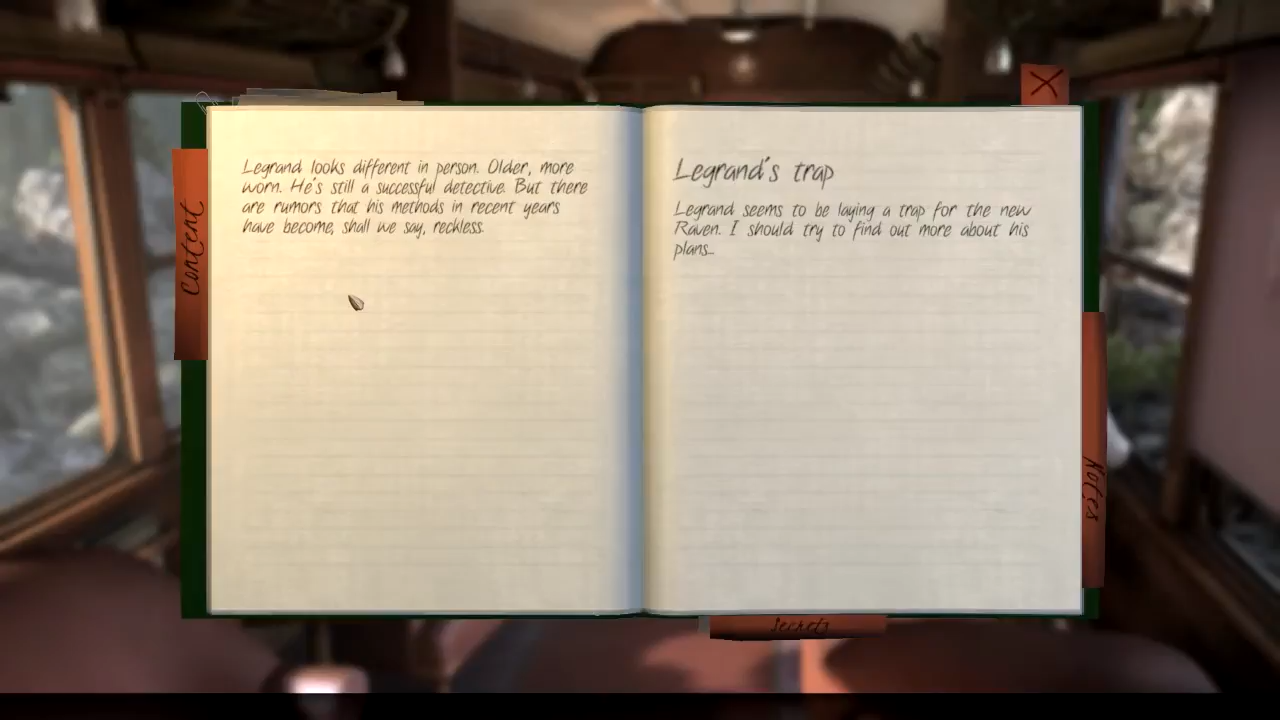 Legrand looks different in person. Older, more
worn. He's still a successful detective. But there
are rumors that his methods in recent years
have become, shall we say, reckless.
Legrand's trap
Legrand seems to be laying a trap for the new
Raven. I should try to find out more about his
plans...
content
Notes
Secrets